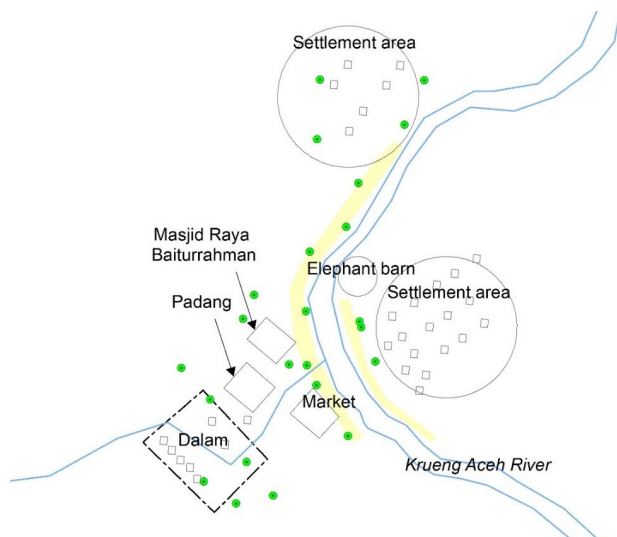 Settlement area
Masjid Raya
Baiturrahman
Elephant barn
Settlement area
Padang
Market
Dalam
Krueng Aceh River